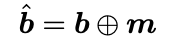 b̂ = b ⊕ m